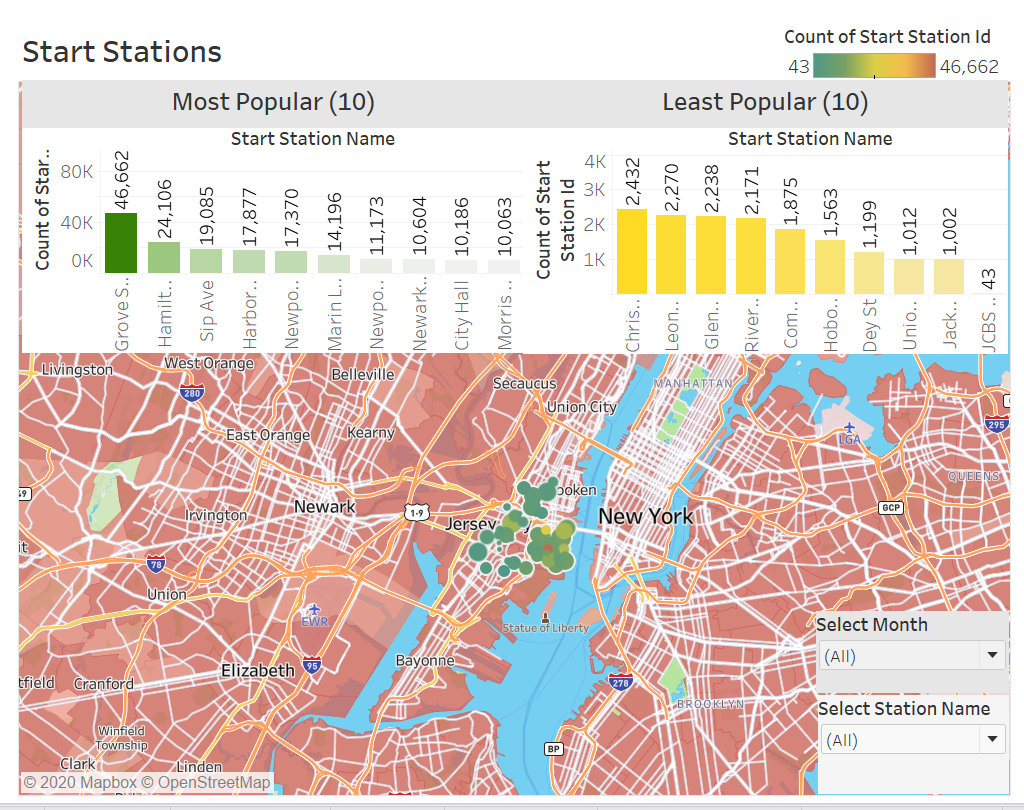 Start Stations
Count of Start Station Id
43
46,662
Most Popular (10)
Least Popular (10)
Start Station Name
Start Station Name
Count of Star..
80K
40K
0K
46,662
24,106
19,085
17,877
17,370
14,196
11,173
10,604
10,186
10,063
Grove S..
Hamilt..
Sip Ave
Harbor..
Newpo..
Marin L..
Newpo..
Newark..
City Hall
Morris ..
Count of Start
Station Id
4K
3K
2K
1K
2,432
2,270
2,238
2,171
1,875
1,563
1,199
1,012
1,002
43
Chris..
Leon..
Glen..
River..
Com..
Hobo..
Dey St
Unio..
Jack..
JCBS ..
Livingston
West Orange
Belleville
Secaucus
MANHATTAN
280
Union City
East Orange
Kearny
LGA
295
QUEENS
Newark
1-9
oken
New York
GCP
Irvington
Jersey
78
Union
EWR
Statue of Liberty
Select Month
(All)
Elizabeth
95
Bayonne
278
tfield
Cranford
BROOKLYN
Select Station Name
(All)
Winfield
Township
BP
Clark
Linden
© 2020 Mapbox © OpenStreetMap